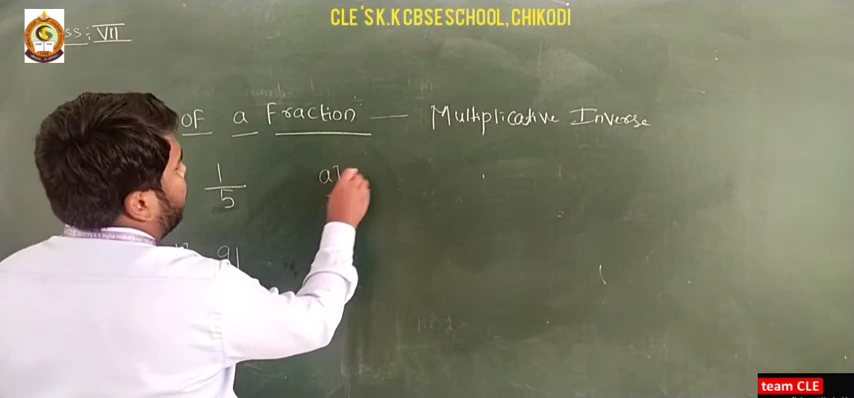 CLE'S K.K CBSE SCHOOL, CHIKODI
ss: VII
of a Fraction — Multiplicative Inverse
1/5
team CLE